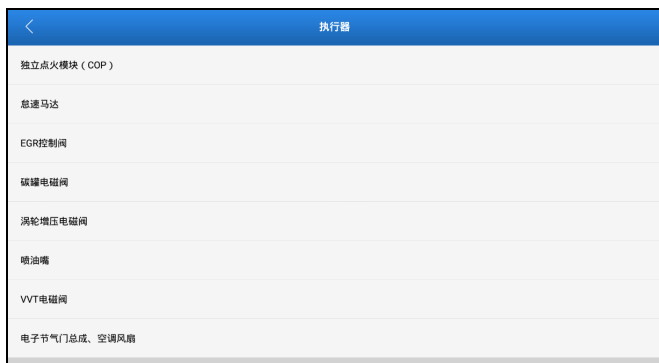 执行器
独立点火模块（COP）
怠速马达
EGR控制阀
碳罐电磁阀
涡轮增压电磁阀
喷油嘴
VVT电磁阀
电子节气门总成、空调风扇